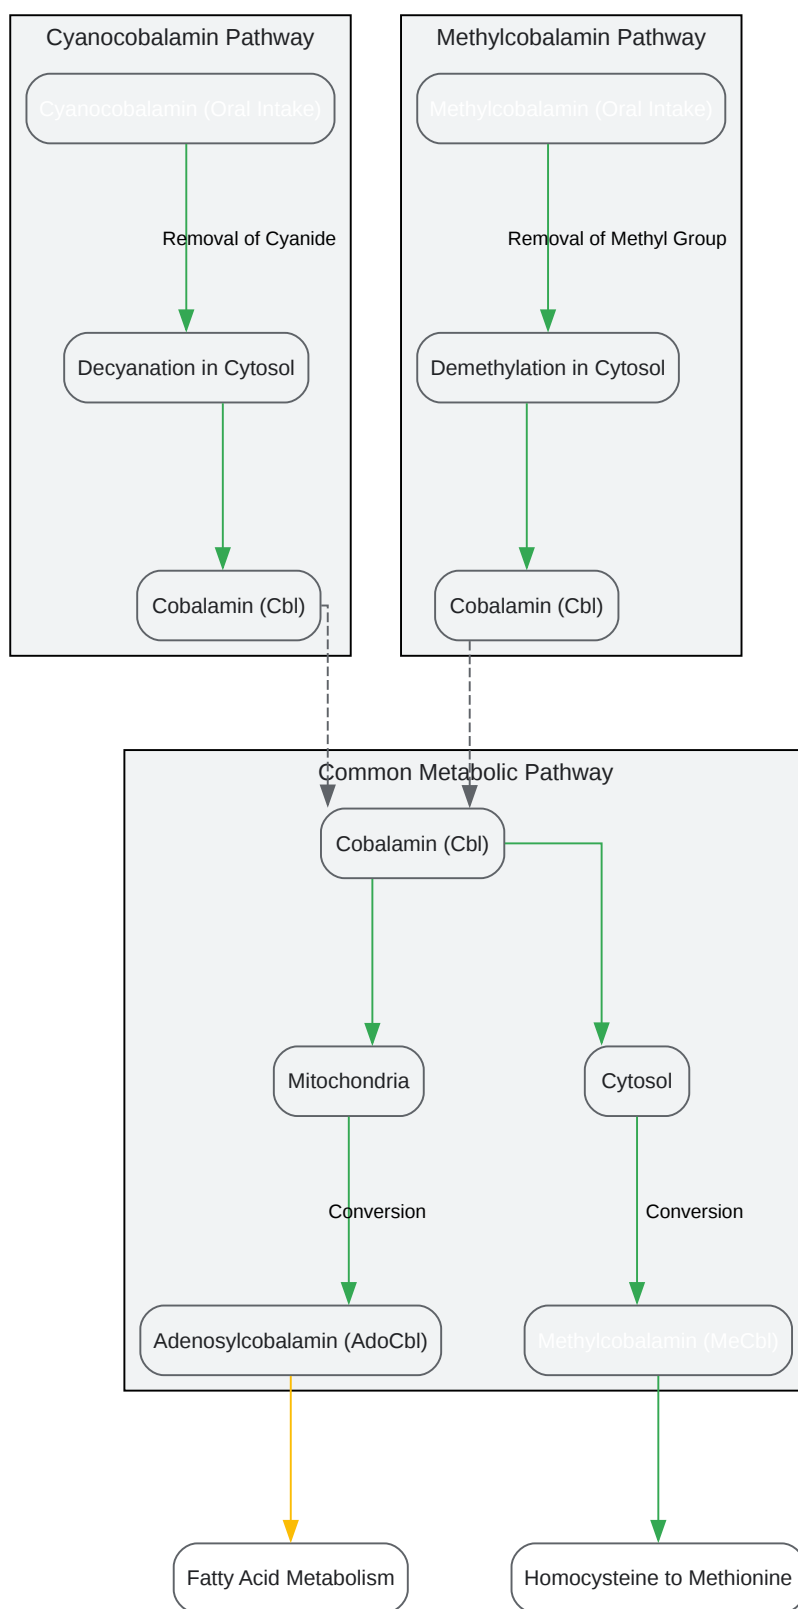 Cyanocobalamin Pathway
Cyanocobalamin (Oral Intake)
Removal of Cyanide
Decyanation in Cytosol
Cobalamin (Cbl)
Methylcobalamin Pathway
Methylcobalamin (Oral Intake)
Removal of Methyl Group
Demethylation in Cytosol
Cobalamin (Cbl)
Common Metabolic Pathway
Cobalamin (Cbl)
Mitochondria
Cytosol
Conversion
Conversion
Adenosylcobalamin (AdoCbl)
Methylcobalamin (MeCbl)
Fatty Acid Metabolism
Homocysteine to Methionine